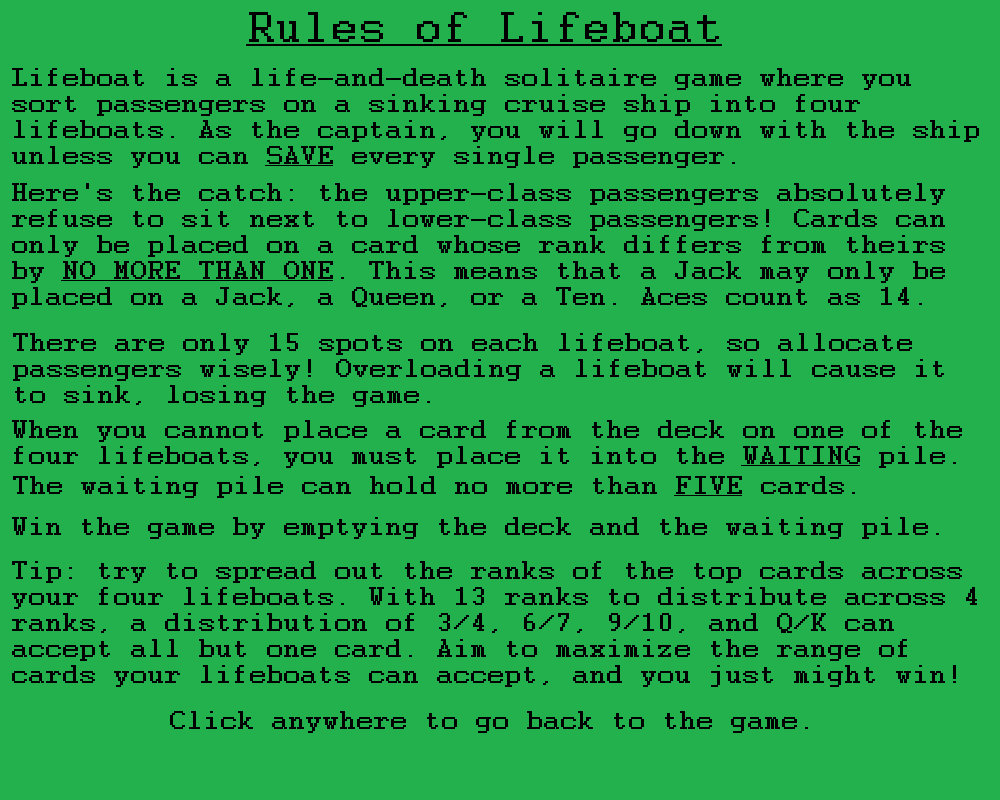 Rules of Lifeboat
Lifeboat is a life-and-death solitaire game where you
sort passengers on a sinking cruise ship into four
lifeboats. As the captain, you will go down with the ship
unless you can SAVE every single passenger.
Here's the catch: the upper-class passengers absolutely
refuse to sit next to lower-class passengers! Cards can
only be placed on a card whose rank differs from theirs
by NO MORE THAN ONE. This means that a Jack may only be
placed on a Jack, a Queen, or a Ten. Aces count as 14.
There are only 15 spots on each lifeboat, so allocate
passengers wisely! Overloading a lifeboat will cause it
to sink, losing the game.
When you cannot place a card from the deck on one of the
four lifeboats, you must place it into the WAITING pile.
The waiting pile can hold no more than FIVE cards.
Win the game by emptying the deck and the waiting pile.
Tip: try to spread out the ranks of the top cards across
your four lifeboats. With 13 ranks to distribute across 4
ranks, a distribution of 3/4, 6/7, 9/10, and Q/K can
accept all but one card. Aim to maximize the range of
cards your lifeboats can accept, and you just might win!
Click anywhere to go back to the game.